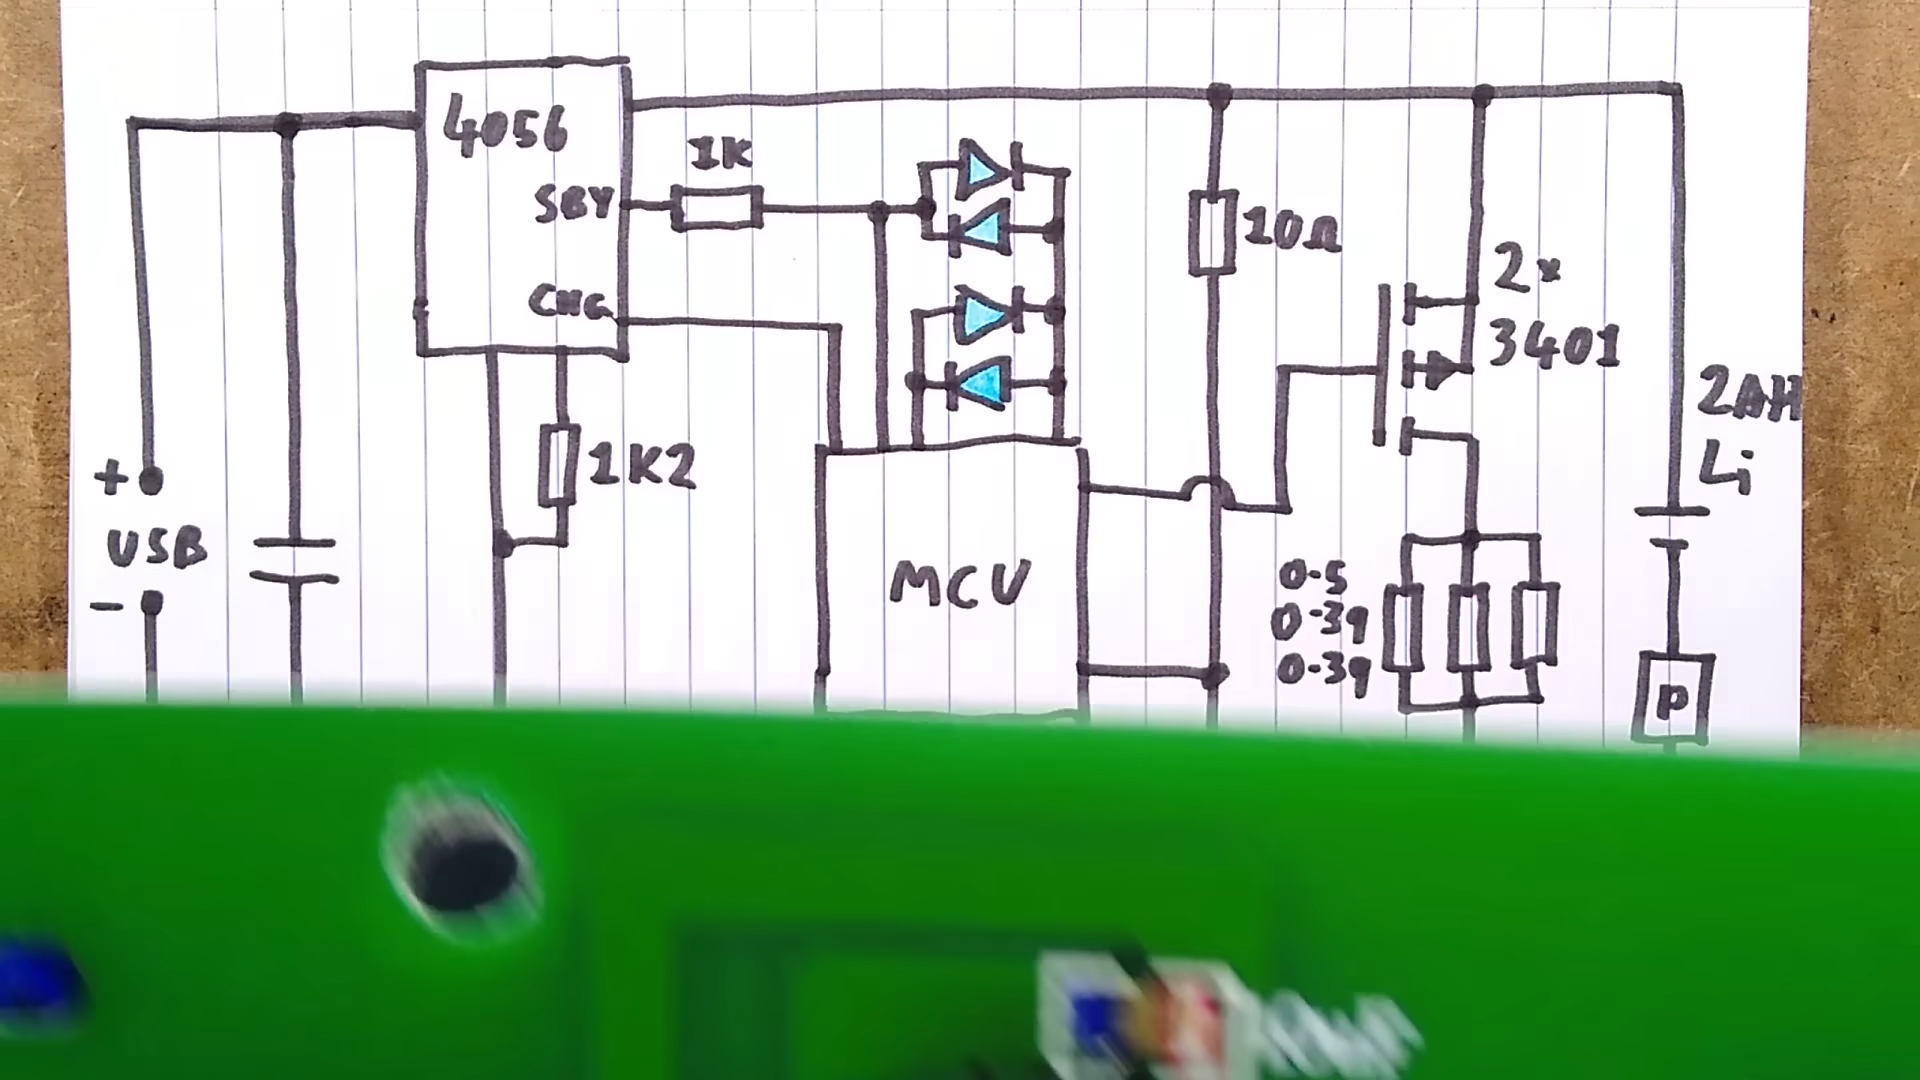 4056
1K
SBY
10Ω
2x
CHG
3401
2AH
+
1K2
Li
USB
0-5
MCU
-
0-39
0-39
P